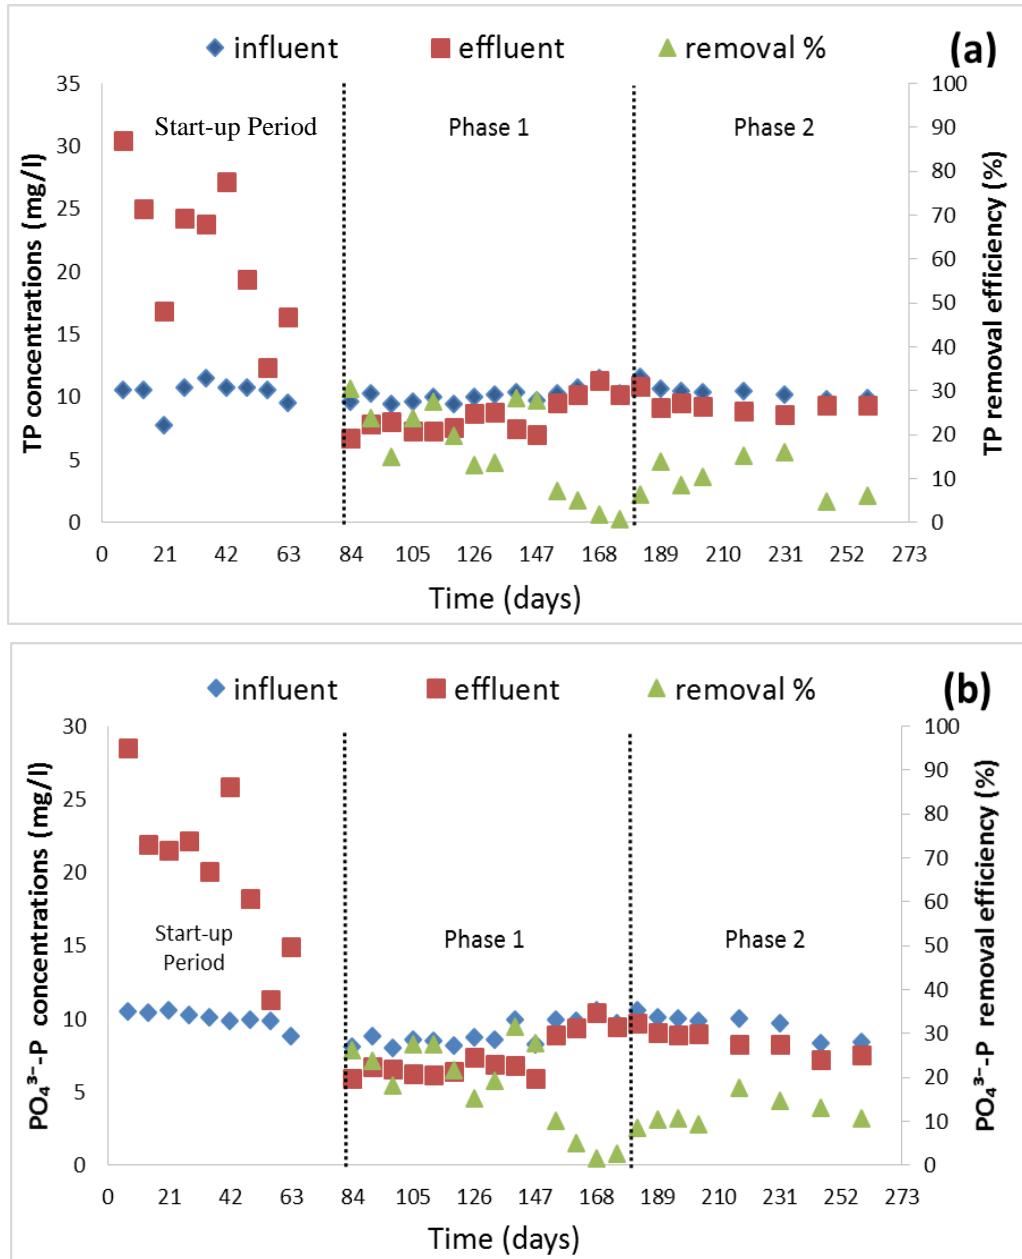 influent effluent removal % (a)
35 100
30 90
25 80
20 70
15 60
10 50
5 40
0 30
20
10
0
Start-up Period Phase 1 Phase 2
TP concentrations (mg/l)
TP removal efficiency (%)
0 21 42 63 84 105 126 147 168 189 210 231 252 273
Time (days)
influent effluent removal % (b)
30 100
25 90
20 80
15 70
10 60
5 50
0 40
30
20
10
0
Start-up
Period
Phase 1 Phase 2
PO₄³⁻-P concentrations (mg/l)
PO₄³⁻-P removal efficiency (%)
0 21 42 63 84 105 126 147 168 189 210 231 252 273
Time (days)